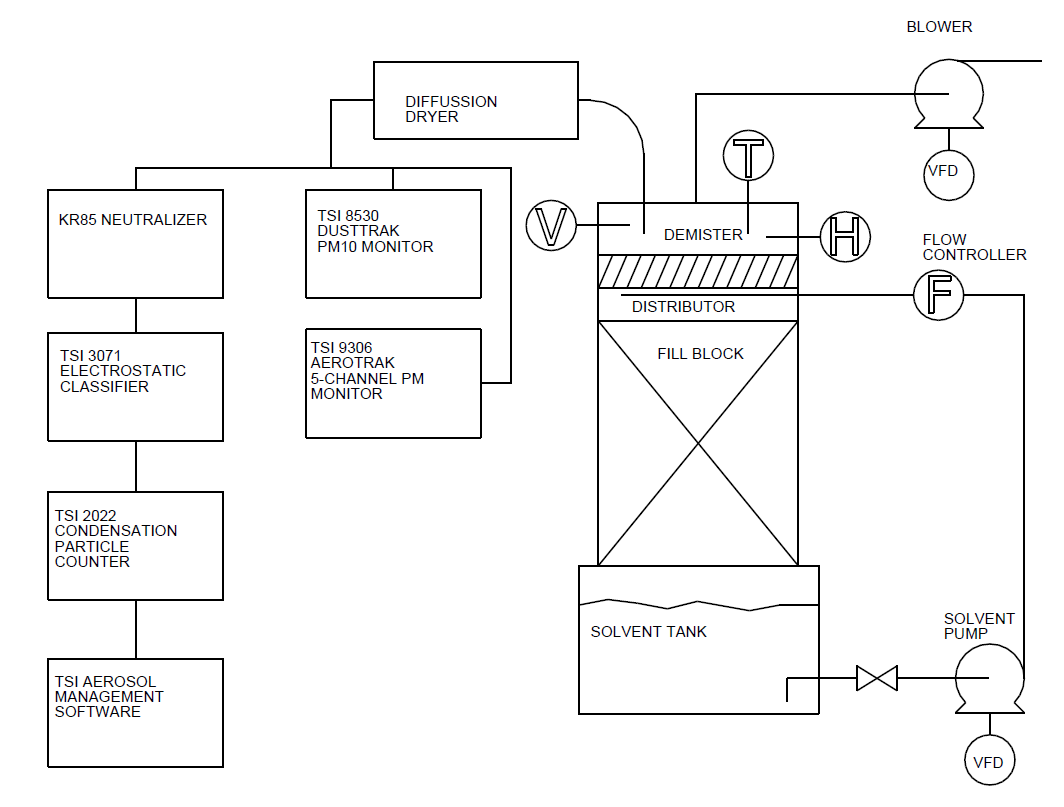 BLOWER
DIFFUSSION
DRYER
T
VFD
KR85 NEUTRALIZER
TSI 8530
DUSTTRAK
PM10 MONITOR
V
DEMISTER
H
FLOW
CONTROLLER
F
DISTRIBUTOR
TSI 3071
ELECTROSTATIC
CLASSIFIER
TSI 9306
AEROTRAK
5-CHANNEL PM
MONITOR
FILL BLOCK
TSI 2022
CONDENSATION
PARTICLE
COUNTER
SOLVENT TANK
SOLVENT
PUMP
TSI AEROSOL
MANAGEMENT
SOFTWARE
VFD